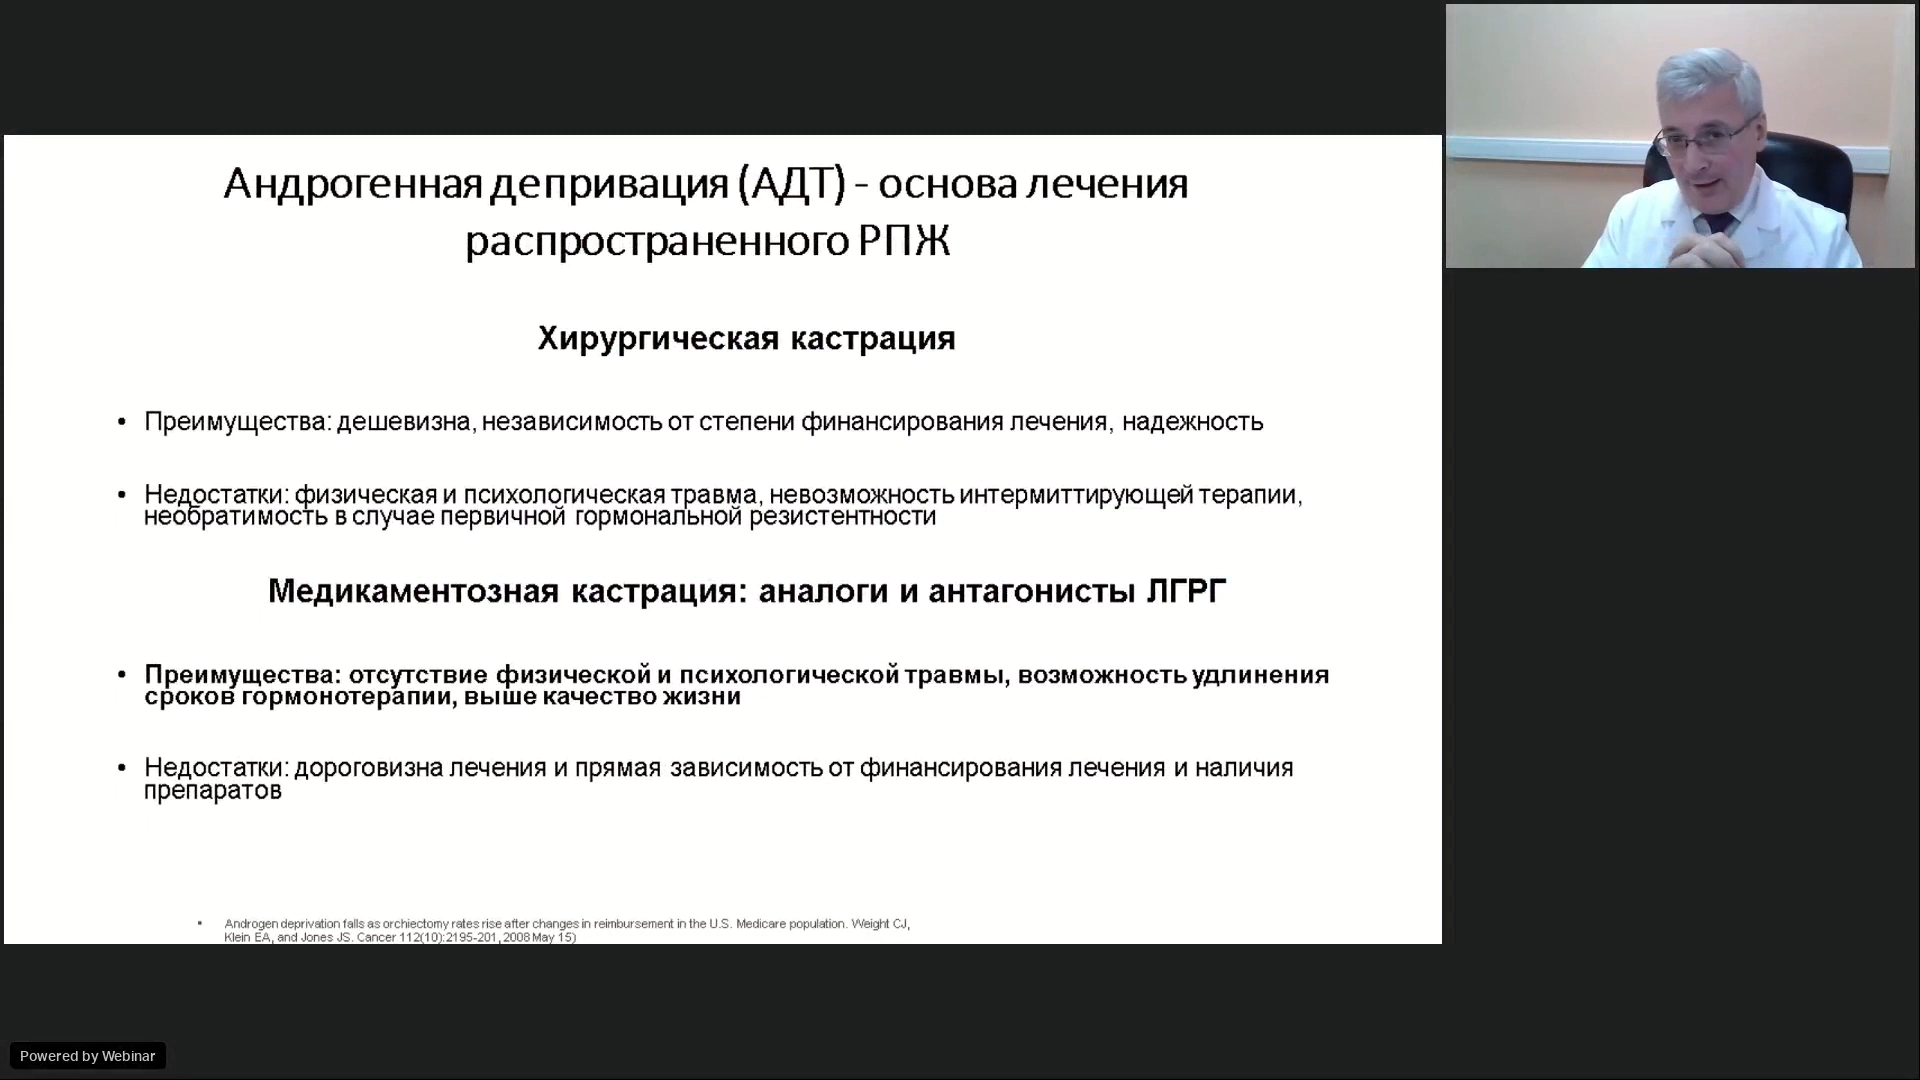 Андрогенная депривация (АДТ) - основа лечения
распространенного РПЖ
Хирургическая кастрация
• Преимущества: дешевизна, независимость от степени финансирования лечения, надежность
• Недостатки: физическая и психологическая травма, невозможность интермиттирующей терапии,
необратимость в случае первичной гормональной резистентности
Медикаментозная кастрация: аналоги и антагонисты ЛГРГ
• Преимущества: отсутствие физической и психологической травмы, возможность удлинения
сроков гормонотерапии, выше качество жизни
• Недостатки: дороговизна лечения и прямая зависимость от финансирования лечения и наличия
препаратов
• Androgen deprivation falls as orchiectomy rates rise after changes in reimbursement in the U.S. Medicare population. Weight CJ,
Klein EA, and Jones JS. Cancer 112(10):2195-201, 2008 May 15)
Powered by Webinar